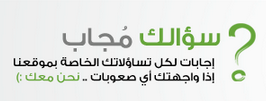 سؤالك مُجاب
إجابات لكل تساؤلاتك الخاصة بموقعنا
إذا واجهتك أي صعوبات .. نحن معك :)